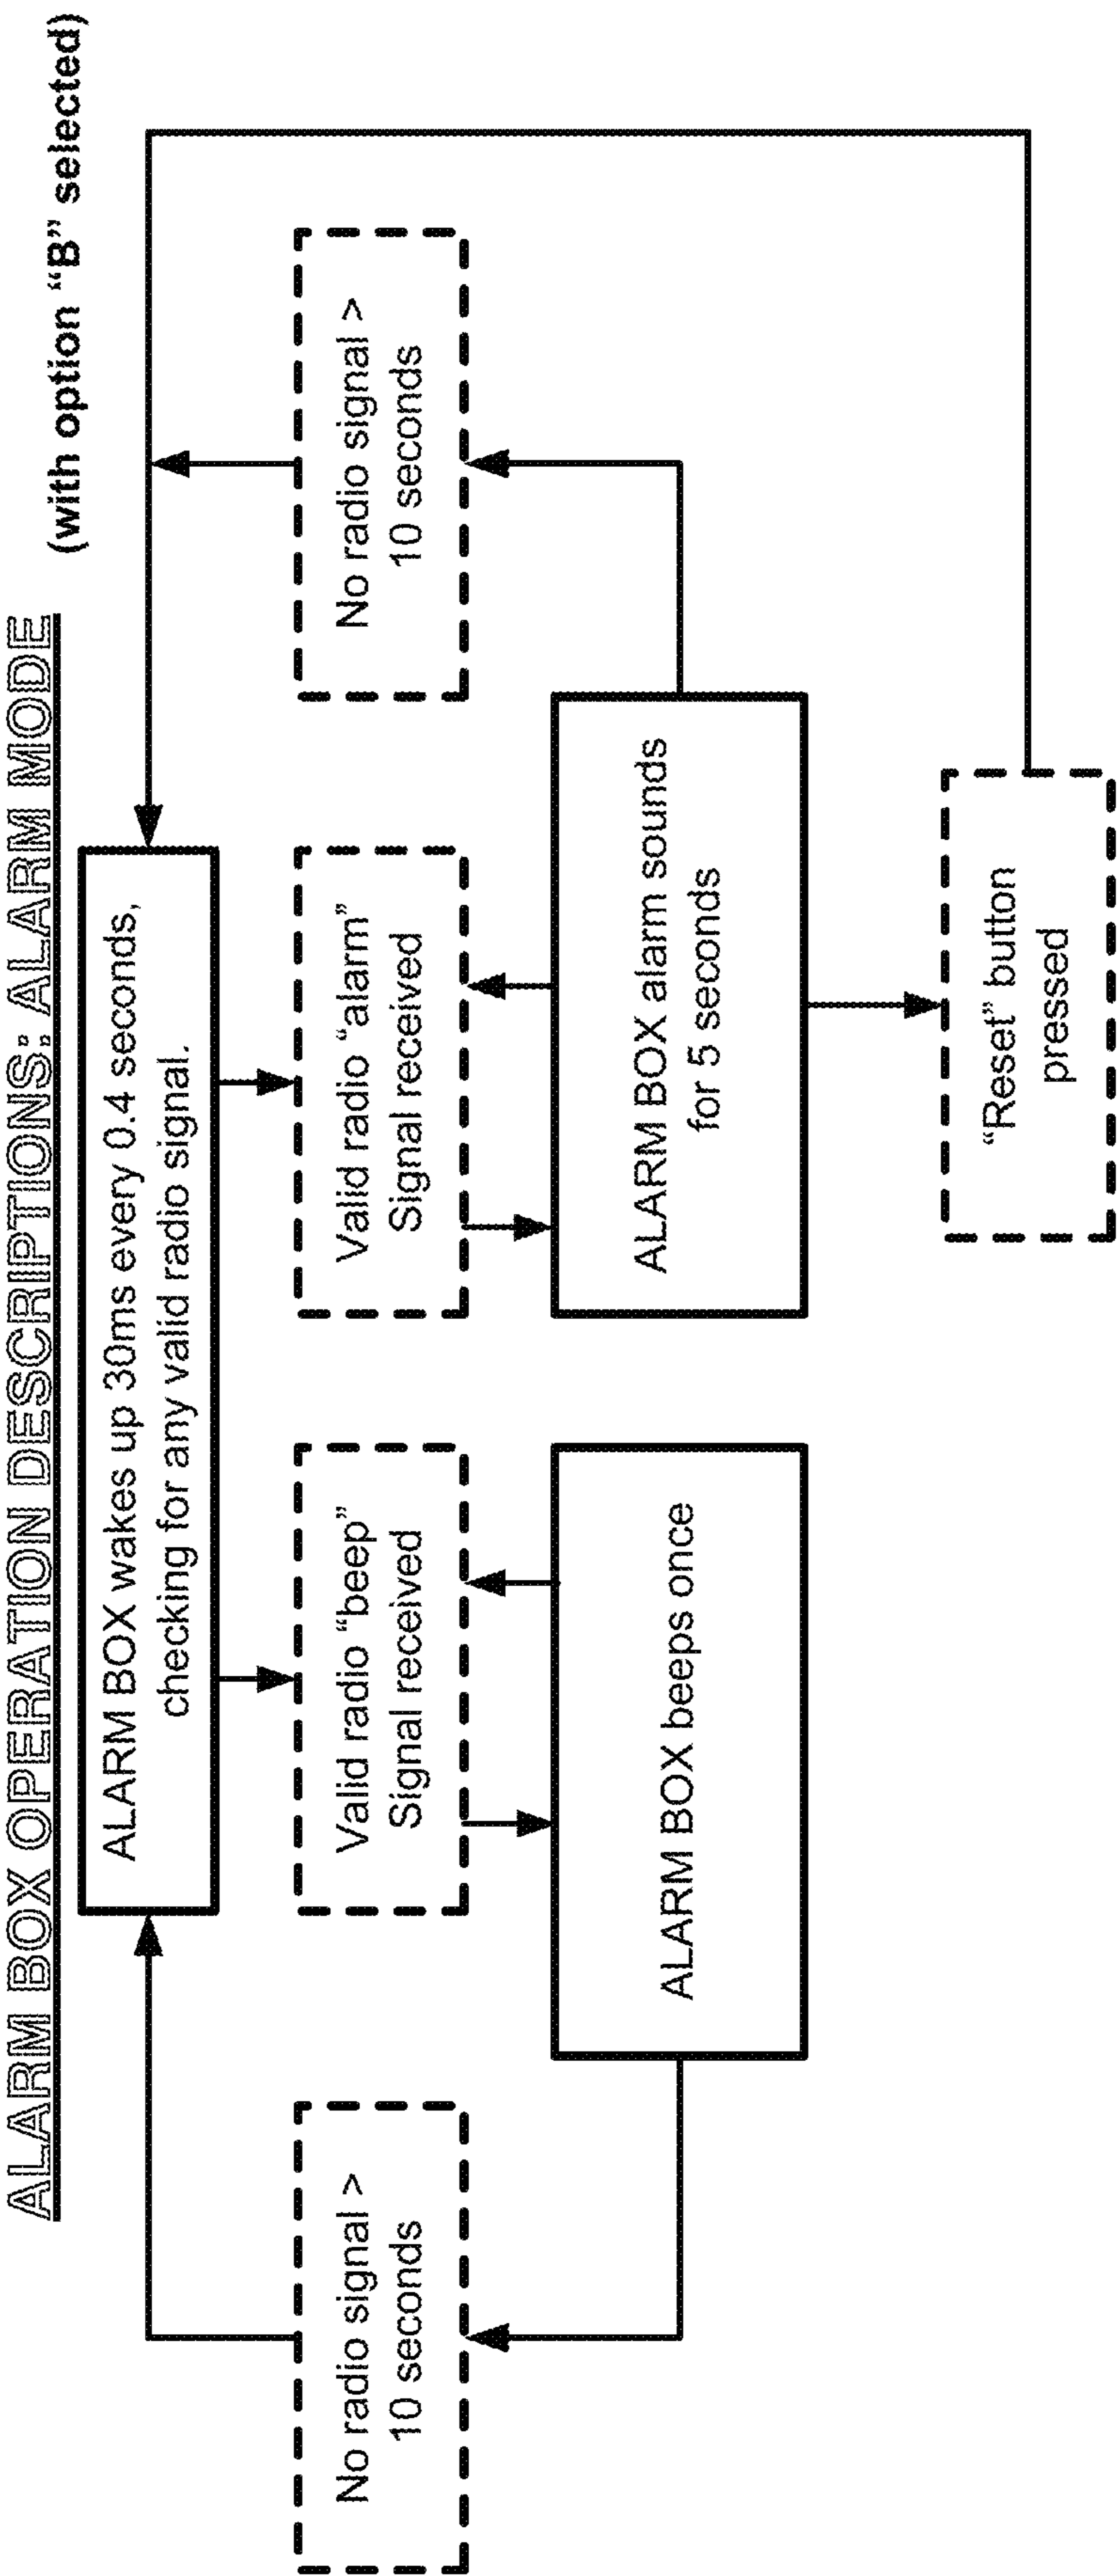 ALARM BOX OPERATION DESCRIPTIONS: ALARM MODE
(with option “B” selected)
ALARM BOX wakes up 30ms every 0.4 seconds,
checking for any valid radio signal.
No radio signal >
10 seconds
Valid radio “beep”
Signal received
Valid radio “alarm”
Signal received
No radio signal >
10 seconds
ALARM BOX beeps once
ALARM BOX alarm sounds
for 5 seconds
“Reset” button
pressed